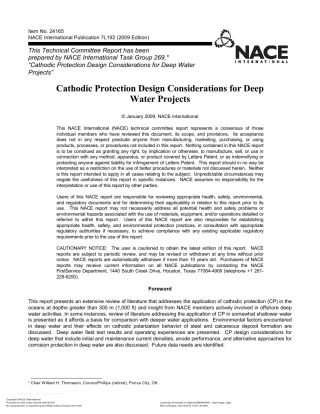 Item No. 24165
NACE International Publication 7L192 (2009 Edition)
This Technical Committee Report has been
prepared by NACE International Task Group 269,*
"Cathodic Protection Design Considerations for Deep Water
Projects"
NACE
INTERNATIONAL
Cathodic Protection Design Considerations for Deep
Water Projects
© January 2009, NACE International
This NACE International (NACE) technical committee report represents a consensus of those
individual members who have reviewed this document, its scope, and provisions. Its acceptance
does not in any respect preclude anyone from manufacturing, marketing, purchasing, or using
products, processes, or procedures not included in this report. Nothing contained in this NACE report
is to be construed as granting any right, by implication or otherwise, to manufacture, sell, or use in
connection with any method, apparatus, or product covered by Letters Patent, or as indemnifying or
protecting anyone against liability for infringement of Letters Patent. This report should in no way be
interpreted as a restriction on the use of better procedures or materials not discussed herein. Neither
is this report intended to apply in all cases relating to the subject. Unpredictable circumstances may
negate the usefulness of this report in specific instances. NACE assumes no responsibility for the
interpretation or use of this report by other parties.
Users of this NACE report are responsible for reviewing appropriate health, safety, environmental,
and regulatory documents and for determining their applicability in relation to this report prior to its
use. This NACE report may not necessarily address all potential health and safety problems or
environmental hazards associated with the use of materials, equipment, and/or operations detailed or
referred to within this report. Users of this NACE report are also responsible for establishing
appropriate health, safety, and environmental protection practices, in consultation with appropriate
regulatory authorities if necessary, to achieve compliance with any existing applicable regulatory
requirements prior to the use of this report.
CAUTIONARY NOTICE: The user is cautioned to obtain the latest edition of this report. NACE
reports are subject to periodic review, and may be revised or withdrawn at any time without prior
notice. NACE reports are automatically withdrawn if more than 10 years old. Purchasers of NACE
reports may receive current information on all NACE publications by contacting the NACE
FirstService Department, 1440 South Creek Drive, Houston, Texas 77084-4906 (telephone +1 281-
228-6200).
Foreword
This report presents an extensive review of literature that addresses the application of cathodic protection (CP) in the
oceans at depths greater than 300 m (1,000 ft) and insight from NACE members actively involved in offshore deep
water activities. In some instances, review of literature addressing the application of CP in somewhat shallower water
is presented as it affords a basis for comparison with deeper water applications. Environmental factors encountered
in deep water and their effects on cathodic polarization behavior of steel and calcareous deposit formation are
discussed. Deep water field test results and operating experiences are presented. CP design considerations for
deep water that include initial and maintenance current densities, anode performance, and alternative approaches for
corrosion protection in deep water are also discussed. Future data needs are identified.
* Chair William H. Thomason, ConocoPhillips (retired), Ponca City, OK.
Copyright NACE International